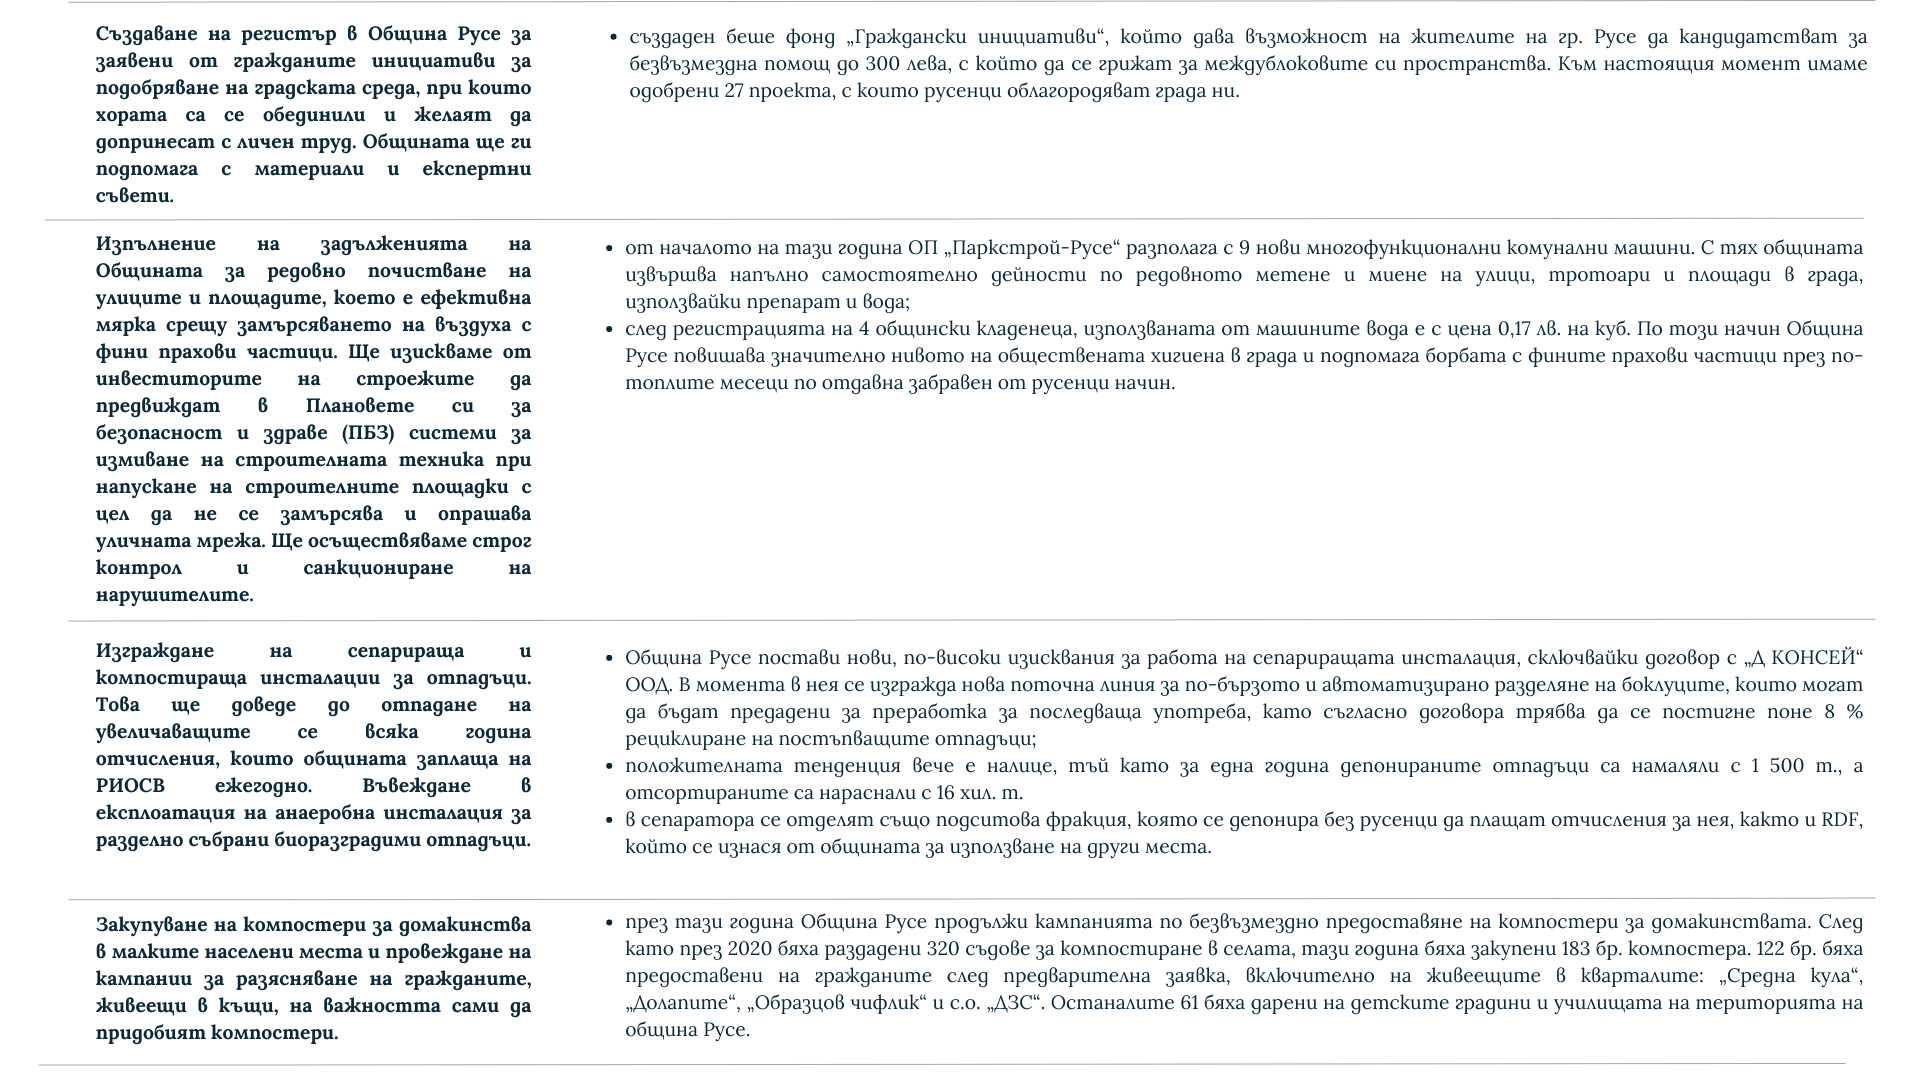 Създаване на регистър в Община Русе за
заявени от гражданите инициативи за
подобряване на градската среда, при които
хората са се обединили и желаят да
допринесат с личен труд. Общината ще ги
подпомага с материали и експертни
съвети.
• създаден беше фонд „Граждански инициативи“, който дава възможност на жителите на гр. Русе да кандидатстват за
безвъзмездна помощ до 300 лева, с който да се грижат за междублоковите си пространства. Към настоящия момент имаме
одобрени 27 проекта, с които русенци облагородяват града ни.
Изпълнение на задълженията на
Общината за редовно почистване на
улиците и площадите, което е ефективна
мярка срещу замърсяването на въздуха с
фини прахови частици. Ще изискваме от
инвеститорите на строежите да
предвиждат в Плановете си за
безопасност и здраве (ПБЗ) системи за
измиване на строителната техника при
напускане на строителните площадки с
цел да не се замърсява и опрашава
уличната мрежа. Ще осъществяваме строг
контрол и санкциониране на
нарушителите.
• от началото на тази година ОП „Паркстрой-Русе“ разполага с 9 нови многофункционални комунални машини. С тях общината
извършва напълно самостоятелно дейности по редовното метене и миене на улици, тротоари и площади в града,
използвайки препарат и вода;
• след регистрацията на 4 общински кладенеца, използваната от машините вода е с цена 0,17 лв. на куб. По този начин Община
Русе повишава значително нивото на обществената хигиена в града и подпомага борбата с фините прахови частици през по-
топлите месеци по отдавна забравен от русенци начин.
Изграждане на сепарираща и
компостираща инсталации за отпадъци.
Това ще доведе до отпадане на
увеличаващите се всяка година
отчисления, които общината заплаща на
РИОСВ ежегодно. Въвеждане в
експлоатация на анаеробна инсталация за
разделно събрани биоразградими отпадъци.
• Община Русе постави нови, по-високи изисквания за работа на сепариращата инсталация, сключвайки договор с „Д КОНСЕЙ“
ООД. В момента в нея се изгражда нова поточна линия за по-бързото и автоматизирано разделяне на боклуците, които могат
да бъдат предадени за преработка за последваща употреба, като съгласно договора трябва да се постигне поне 8 %
рециклиране на постъпващите отпадъци;
• положителната тенденция вече е налице, тъй като за една година депонираните отпадъци са намаляли с 1 500 т., а
отсортираните са нараснали с 16 хил. т.
• в сепаратора се отделят също подситова фракция, която се депонира без русенци да плащат отчисления за нея, както и RDF,
който се изнася от общината за използване на други места.
Закупуване на компостери за домакинства
в малките населени места и провеждане на
кампании за разясняване на гражданите,
живеещи в къщи, на важността сами да
придобият компостери.
• през тази година Община Русе продължи кампанията по безвъзмездно предоставяне на компостери за домакинствата. След
като през 2020 бяха раздадени 320 съдове за компостиране в селата, тази година бяха закупени 183 бр. компостера. 122 бр. бяха
предоставени на гражданите след предварителна заявка, включително на живеещите в кварталите: „Средна кула“,
„Долапите“, „Образцов чифлик“ и с.о. „ДЗС“. Останалите 61 бяха дарени на детските градини и училищата на територията на
община Русе.